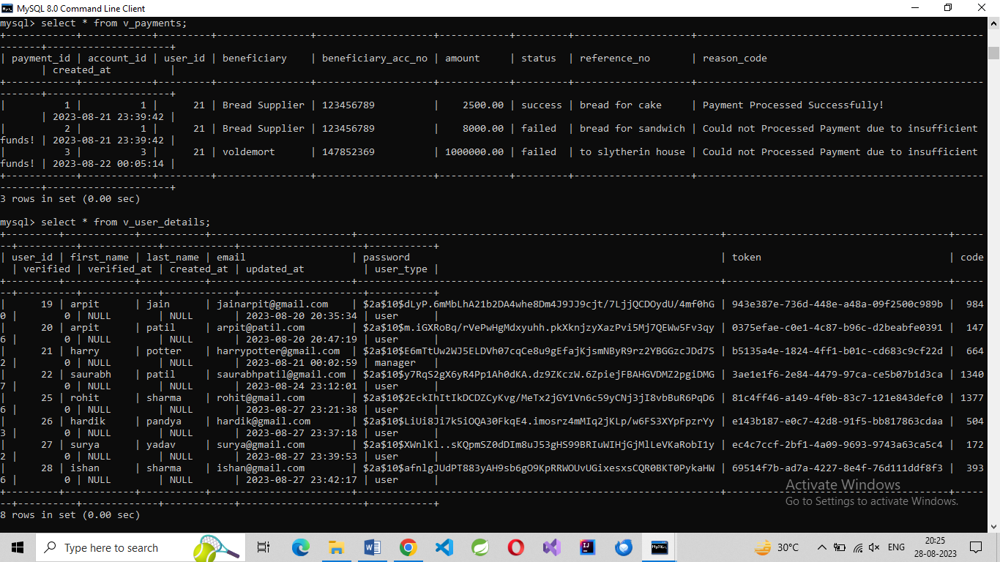 MySQL 8.0 Command Line Client
mysql> select * from v_payments;
+------------+------------+---------+----------------+--------------------+------------+---------+--------------------+-------------------------------------------------
-------+---------------------+
| payment_id | account_id | user_id | beneficiary    | beneficiary_acc_no | amount     | status  | reference_no       | reason_code
       | created_at          |
+------------+------------+---------+----------------+--------------------+------------+---------+--------------------+-------------------------------------------------
-------+---------------------+
|          1 |          1 |      21 | Bread Supplier | 123456789          |    2500.00 | success | bread for cake     | Payment Processed Successfully!
       | 2023-08-21 23:39:42 |
|          2 |          1 |      21 | Bread Supplier | 123456789          |    8000.00 | failed  | bread for sandwich | Could not Processed Payment due to insufficient
funds! | 2023-08-21 23:39:42 |
|          3 |          3 |      21 | voldemort      | 147852369          | 1000000.00 | failed  | to slytherin house | Could not Processed Payment due to insufficient
funds! | 2023-08-22 00:05:14 |
+------------+------------+---------+----------------+--------------------+------------+---------+--------------------+-------------------------------------------------
-------+---------------------+
3 rows in set (0.00 sec)
mysql> select * from v_user_details;
+---------+------------+-----------+------------------------+--------------------------------------------------------------+--------------------------------------+-----
--+----------+-------------+------------+---------------------+-----------+
| user_id | first_name | last_name | email                  | password                                                     | token                                | code
  | verified | verified_at | created_at | updated_at          | user_type |
+---------+------------+-----------+------------------------+--------------------------------------------------------------+--------------------------------------+-----
--+----------+-------------+------------+---------------------+-----------+
|      19 | arpit      | jain      | jainarpit@gmail.com    | $2a$10$dLyP.6mMbLhA21b2DA4whe8Dm4J9JJ9cjt/7LjjQCDOydU/4mf0hG | 943e387e-736d-448e-a48a-09f2500c989b |  984
0 |        0 | NULL        | NULL       | 2023-08-20 20:35:34 | user      |
|      20 | arpit      | patil     | arpit@patil.com        | $2a$10$m.iGXRoBq/rVePwHgMdxyuhh.pkXknjzyXazPvi5Mj7QEWw5Fv3qy | 0375efae-c0e1-4c87-b96c-d2beabfe0391 |  147
6 |        0 | NULL        | NULL       | 2023-08-20 20:47:19 | user      |
|      21 | harry      | potter    | harrypotter@gmail.com  | $2a$10$E6mTtUw2WJ5ELDVh07cqCe8u9gEfajKjsmNByR9rz2YBGGzcJDd7S | b5135a4e-1824-4ff1-b01c-cd683c9cf22d |  664
2 |        0 | NULL        | NULL       | 2023-08-21 00:02:59 | manager   |
|      22 | saurabh    | patil     | saurabhpatil@gmail.com | $2a$10$y7RqS2gX6yR4Pp1Ah0dKA.dz9ZKczW.6ZpiejFBAHGVDMZ2pgiDMG | 3ae1e1f6-2e84-4479-97ca-ce5b07b1d3ca | 1340
7 |        0 | NULL        | NULL       | 2023-08-24 23:12:01 | user      |
|      25 | rohit      | sharma    | rohit@gmail.com        | $2a$10$2EckIhItIkDCDZCyKvg/MeTx2jGY1Vn6c59yCNj3jI8vbBuR6PqD6 | 81c4ff46-a149-4f0b-83c7-121e843defc0 | 1377
6 |        0 | NULL        | NULL       | 2023-08-27 23:21:38 | user      |
|      26 | hardik     | pandya    | hardik@gmail.com       | $2a$10$LiUi8Ji7k5iOQA30FkqE4.imosrz4mMIq2jKLp/w6FS3XYpFpzrYy | e143b187-e0c7-42d8-91f5-bb817863cdaa |  504
3 |        0 | NULL        | NULL       | 2023-08-27 23:37:18 | user      |
|      27 | surya      | yadav     | surya@gmail.com        | $2a$10$XWnlKl..sKQpmSZ0dDIm8uJ53gHS99BRIuWIHjGjMlLeVKaRobI1y | ec4c7ccf-2bf1-4a09-9693-9743a63ca5c4 |  172
2 |        0 | NULL        | NULL       | 2023-08-27 23:39:53 | user      |
|      28 | ishan      | sharma    | ishan@gmail.com        | $2a$10$afnlgJUdPT883yAH9sb6gO9KpRRWOUvUGixesxsCQR0BKT0PykaHW | 69514f7b-ad7a-4227-8e4f-76d111ddf8f3 |  393
6 |        0 | NULL        | NULL       | 2023-08-27 23:42:17 | user      |
+---------+------------+-----------+------------------------+--------------------------------------------------------------+--------------------------------------+-----
--+----------+-------------+------------+---------------------+-----------+
8 rows in set (0.00 sec)
Activate Windows
Go to Settings to activate Windows.
Type here to search
30°C
ENG
20:25
28-08-2023